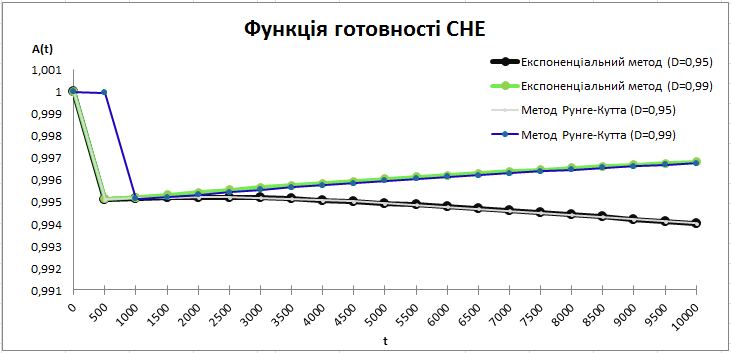 Функція готовності СНЕ
A(t)
Експоненціальний метод (D=0,95)
Експоненціальний метод (D=0,99)
Метод Рунге-Кутта (D=0,95)
Метод Рунге-Кутта (D=0,99)
1,001
1
0,999
0,998
0,997
0,996
0,995
0,994
0,993
0,992
0,991
0 500 1000 1500 2000 2500 3000 3500 4000 4500 5000 5500 6000 6500 7000 7500 8000 8500 9000 9500 10000
t